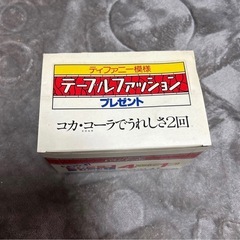 ティファニー模様
テーブルファッション
プレゼント
コカ・コーラでうれしさ2回